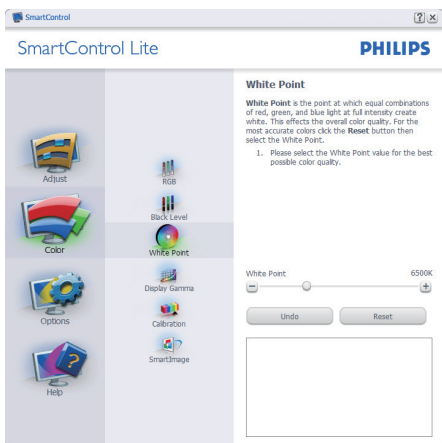 SmartControl
SmartControl Lite
PHILIPS
Adjust
Color
Options
Help
RGB
Black Level
White Point
Display Gamma
Calibration
SmartImage
White Point
White Point is the point at which equal combinations
of red, green, and blue light at full intensity create
white. This effects the overall color quality. For the
most accurate colors click the Reset button then
select the White Point.
1. Please select the White Point value for the best
possible color quality.
White Point 6500K
Undo Reset